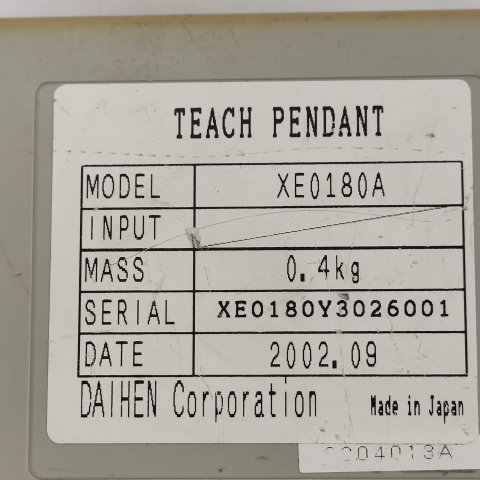 TEACH PENDANT
MODEL XE0180A
INPUT
MASS 0.4kg
SERIAL XE0180Y3026001
DATE 2002.09
DAIHEN Corporation Made in Japan